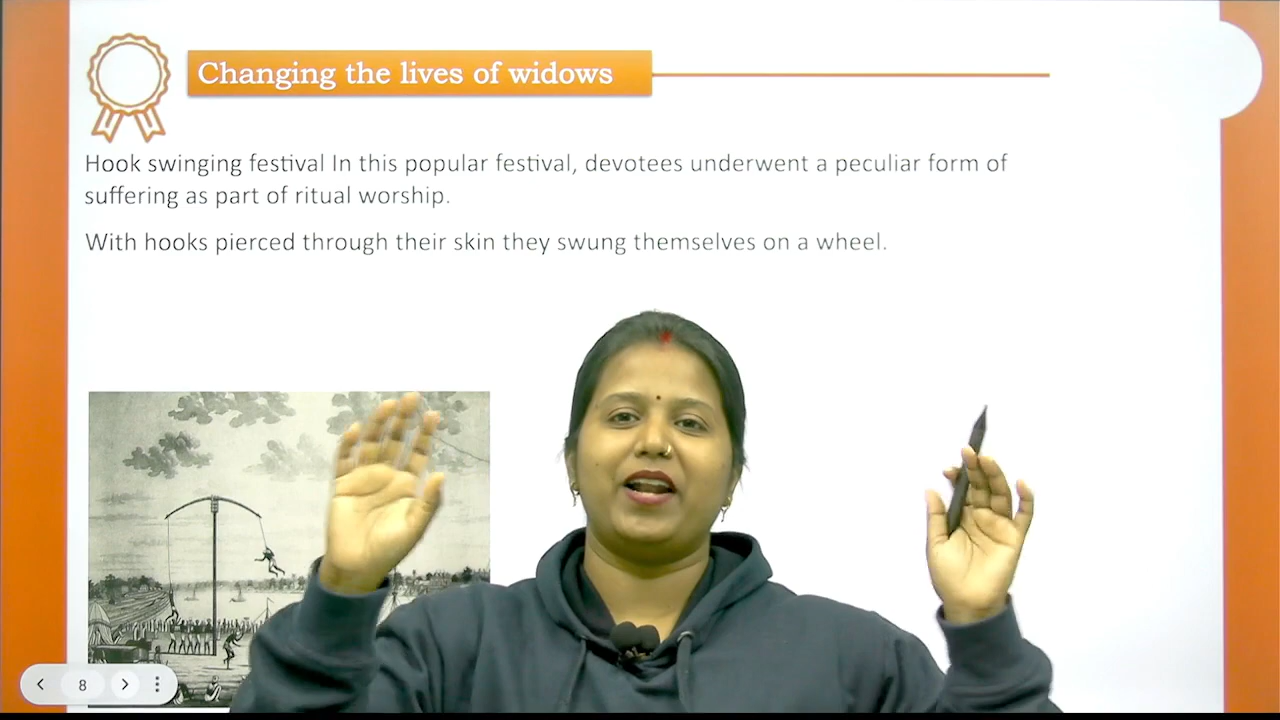 Changing the lives of widows
Hook swinging festival In this popular festival, devotees underwent a peculiar form of
suffering as part of ritual worship.
With hooks pierced through their skin they swung themselves on a wheel.
8